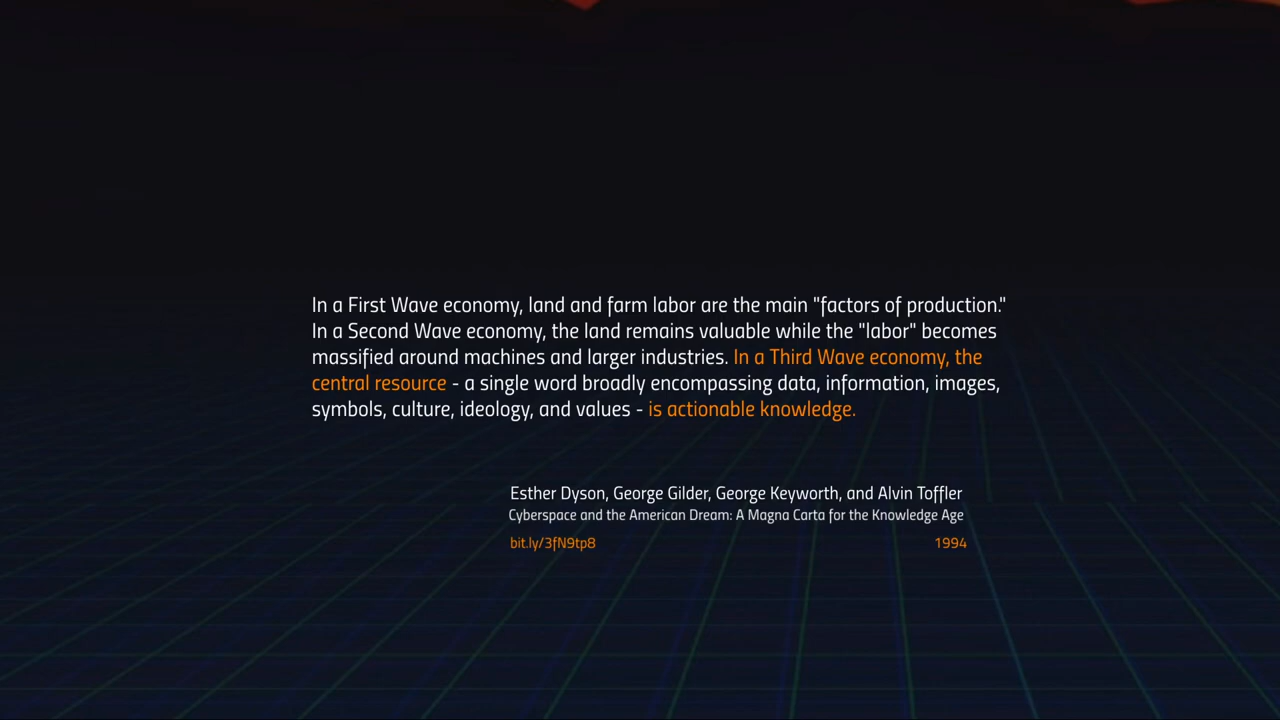 In a First Wave economy, land and farm labor are the main "factors of production."
In a Second Wave economy, the land remains valuable while the "labor" becomes
massified around machines and larger industries. In a Third Wave economy, the
central resource - a single word broadly encompassing data, information, images,
symbols, culture, ideology, and values - is actionable knowledge.
Esther Dyson, George Gilder, George Keyworth, and Alvin Toffler
Cyberspace and the American Dream: A Magna Carta for the Knowledge Age
bit.ly/3fN9tp8 1994